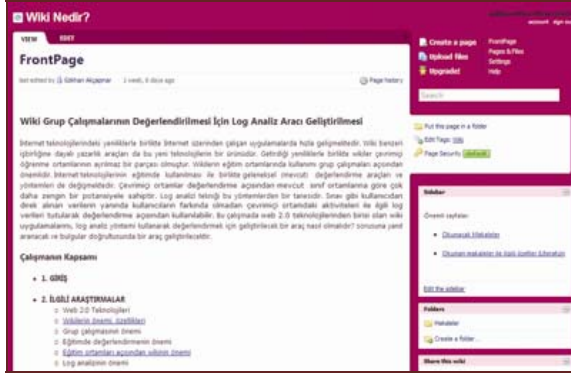 Wiki Nedir?
account sign out
VIEW EDIT
FrontPage
last edited by Gökhan Akçapınar 1 week, 6 days ago Page history
Wiki Grup Çalışmalarının Değerlendirilmesi İçin Log Analiz Aracı Geliştirilmesi
İnternet teknolojilerindeki yeniliklerle birlikte İnternet üzerinden çalışan uygulamalarda hızla gelişmektedir. Wiki benzeri
işbirliğine dayalı yazarlık araçları da bu yeni teknolojilerin bir ürünüdür. Getirdiği yeniliklerle birlikte wikiler çevrimiçi
öğrenme ortamlarının ayrılmaz bir parçası olmuştur. Wikilerin eğitim ortamlarında kullanımı grup çalışmaları açısından
önemlidir. İnternet teknolojilerinin eğitimde kullanılması ile birlikte geleneksel (mevcut) değerlendirme araçları ve
yöntemleri de değişmektedir. Çevrimiçi ortamlar değerlendirme açısından mevcut sınıf ortamlarına göre çok
daha zengin bir potansiyele sahiptir. Log analizi tekniği bu yöntemlerden bir tanesidir. Sınav gibi kullanıcıdan
direk alınan verilerin yanında kullanıcıların farkında olmadan çevrimiçi ortamdaki aktiviteleri ile ilgili log
verileri tutularak değerlendirme açısından kullanılabilir. Bu çalışmada web 2.0 teknolojilerinden birisi olan wiki
uygulamalarını, log analiz yöntemi kullanarak değerlendirmek için geliştirilecek bir araç nasıl olmalıdır? sorusuna yanıt
aranacak ve bulgular doğrultusunda bir araç geliştirilecektir.
Çalışmanın Kapsamı
1. GİRİŞ
2. İLGİLİ ARAŞTIRMALAR
Web 2.0 Teknolojileri
Wikilerin önemi, özellikleri
Grup çalışmasının önemi
Eğitimde değerlendirmenin önemi
Eğitim ortamları açısından wikinin önemi
Log analizinin önemi
Create a page
Upload files
Upgrade!
FrontPage
Pages & Files
Settings
Help
Search
Put this page in a folder
Edit Tags: wiki
Page Security default
SideBar
Önemli sayfalar:
Okunacak Makaleler
Okunan makaleler ile ilgili özetler (Literatür)
Edit the sidebar
Folders
Makaleler
Create a folder...
Share this wiki